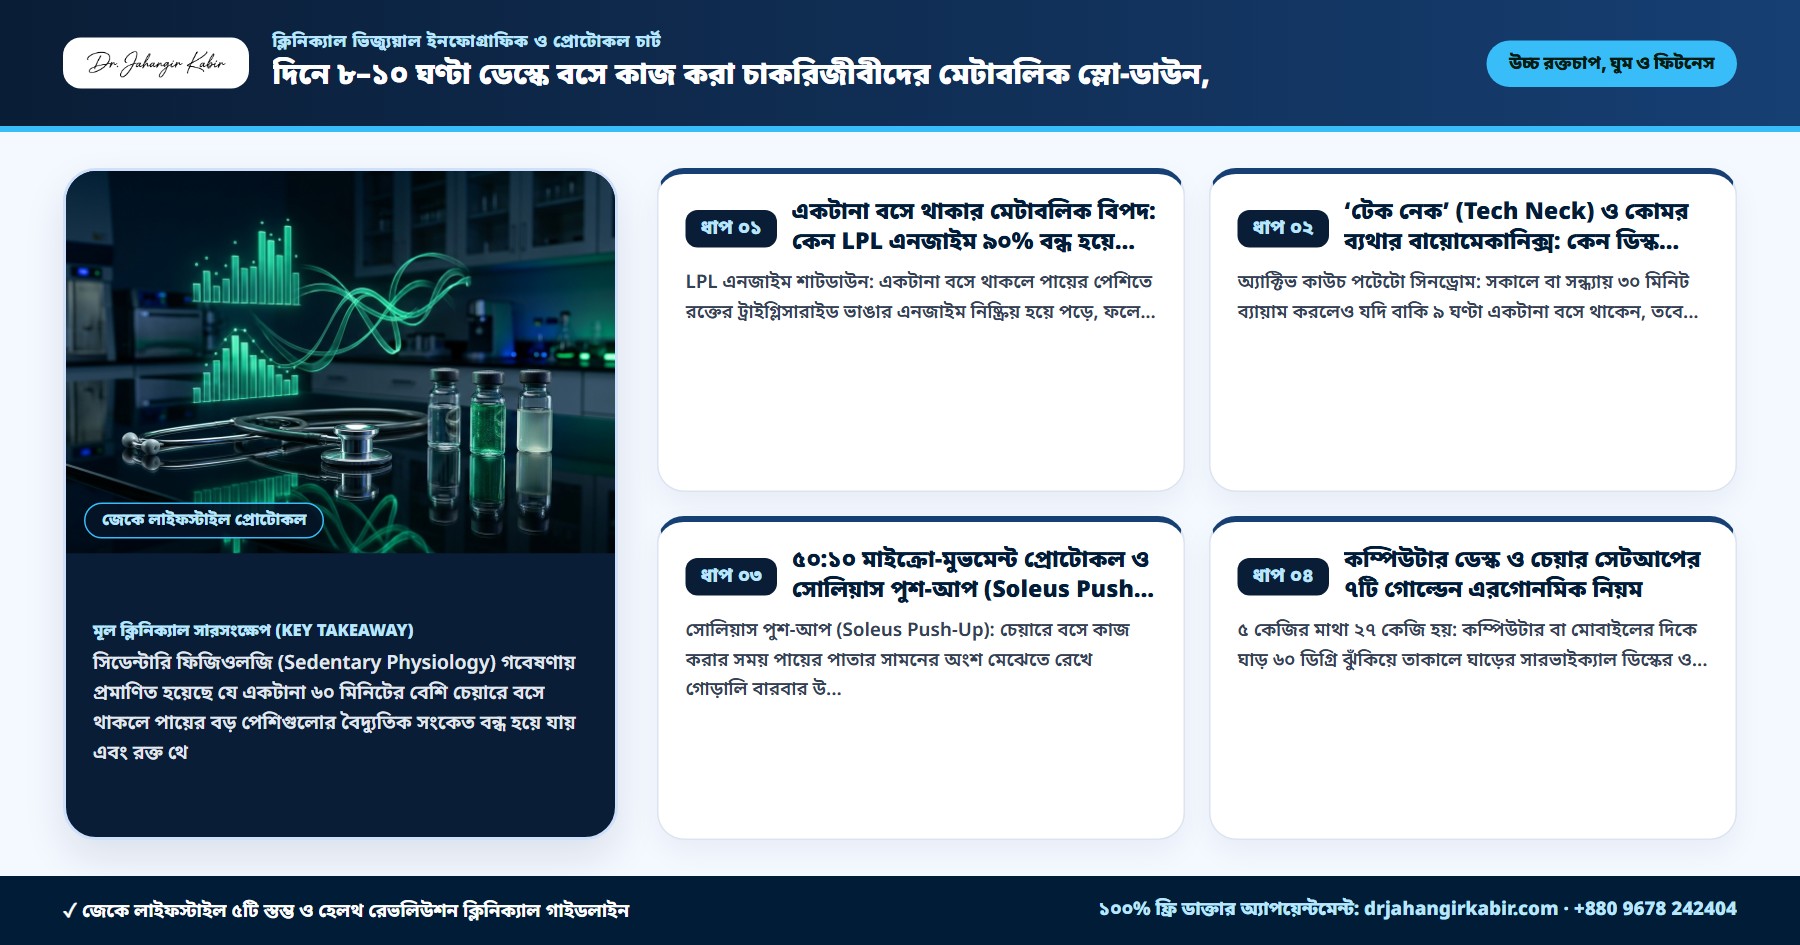 Dr. Jahangir Kabir
ক্লিনিক্যাল ভিজ্যুয়াল ইনফোগ্রাফিক ও প্রোটোকল চার্ট
দিনে ৮–১০ ঘণ্টা ডেস্কে বসে কাজ করা চাকরিজীবীদের মেটাবলিক স্লো-ডাউন,
উচ্চ রক্তচাপ, ঘুম ও ফিটনেস
জেকে লাইফস্টাইল প্রোটোকল
মূল ক্লিনিক্যাল সারসংক্ষেপ (KEY TAKEAWAY)
সিডেন্টারি ফিজিওলজি (Sedentary Physiology) গবেষণায়
প্রমাণিত হয়েছে যে একটানা ৬০ মিনিটের বেশি চেয়ারে বসে
থাকলে পায়ের বড় পেশিগুলোর বৈদ্যুতিক সংকেত বন্ধ হয়ে যায়
এবং রক্ত থে
ধাপ ০১
একটানা বসে থাকার মেটাবলিক বিপদ:
কেন LPL এনজাইম ৯০% বন্ধ হয়ে...
LPL এনজাইম শাটডাউন: একটানা বসে থাকলে পায়ের পেশিতে
রক্তের ট্রাইগ্লিসারাইড ভাঙার এনজাইম নিষ্ক্রিয় হয়ে পড়ে, ফলে...
ধাপ ০২
‘টেক নেক’ (Tech Neck) ও কোমর
ব্যথার বায়োমেকানিক্স: কেন ডিস্ক...
অ্যাক্টিভ কাউচ পটেটো সিনড্রোম: সকালে বা সন্ধ্যায় ৩০ মিনিট
ব্যায়াম করলেও যদি বাকি ৯ ঘণ্টা একটানা বসে থাকেন, তবে...
ধাপ ০৩
৫০:১০ মাইক্রো-মুভমেন্ট প্রোটোকল ও
সোলিয়াস পুশ-আপ (Soleus Push...
সোলিয়াস পুশ-আপ (Soleus Push-Up): চেয়ারে বসে কাজ
করার সময় পায়ের পাতার সামনের অংশ মেঝেতে রেখে
গোড়ালি বারবার উ...
ধাপ ০৪
কম্পিউটার ডেস্ক ও চেয়ার সেটআপের
৭টি গোল্ডেন এরগোনমিক নিয়ম
৫ কেজির মাথা ২৭ কেজি হয়: কম্পিউটার বা মোবাইলের দিকে
ঘাড় ৬০ ডিগ্রি ঝুঁকিয়ে তাকালে ঘাড়ের সারভাইক্যাল ডিস্কের ও...
✓ জেকে লাইফস্টাইল ৫টি স্তম্ভ ও হেলথ রেভলিউশন ক্লিনিক্যাল গাইডলাইন
১০০% ফ্রি ডাক্তার অ্যাপয়েন্টমেন্ট: drjahangirkabir.com · +880 9678 242404